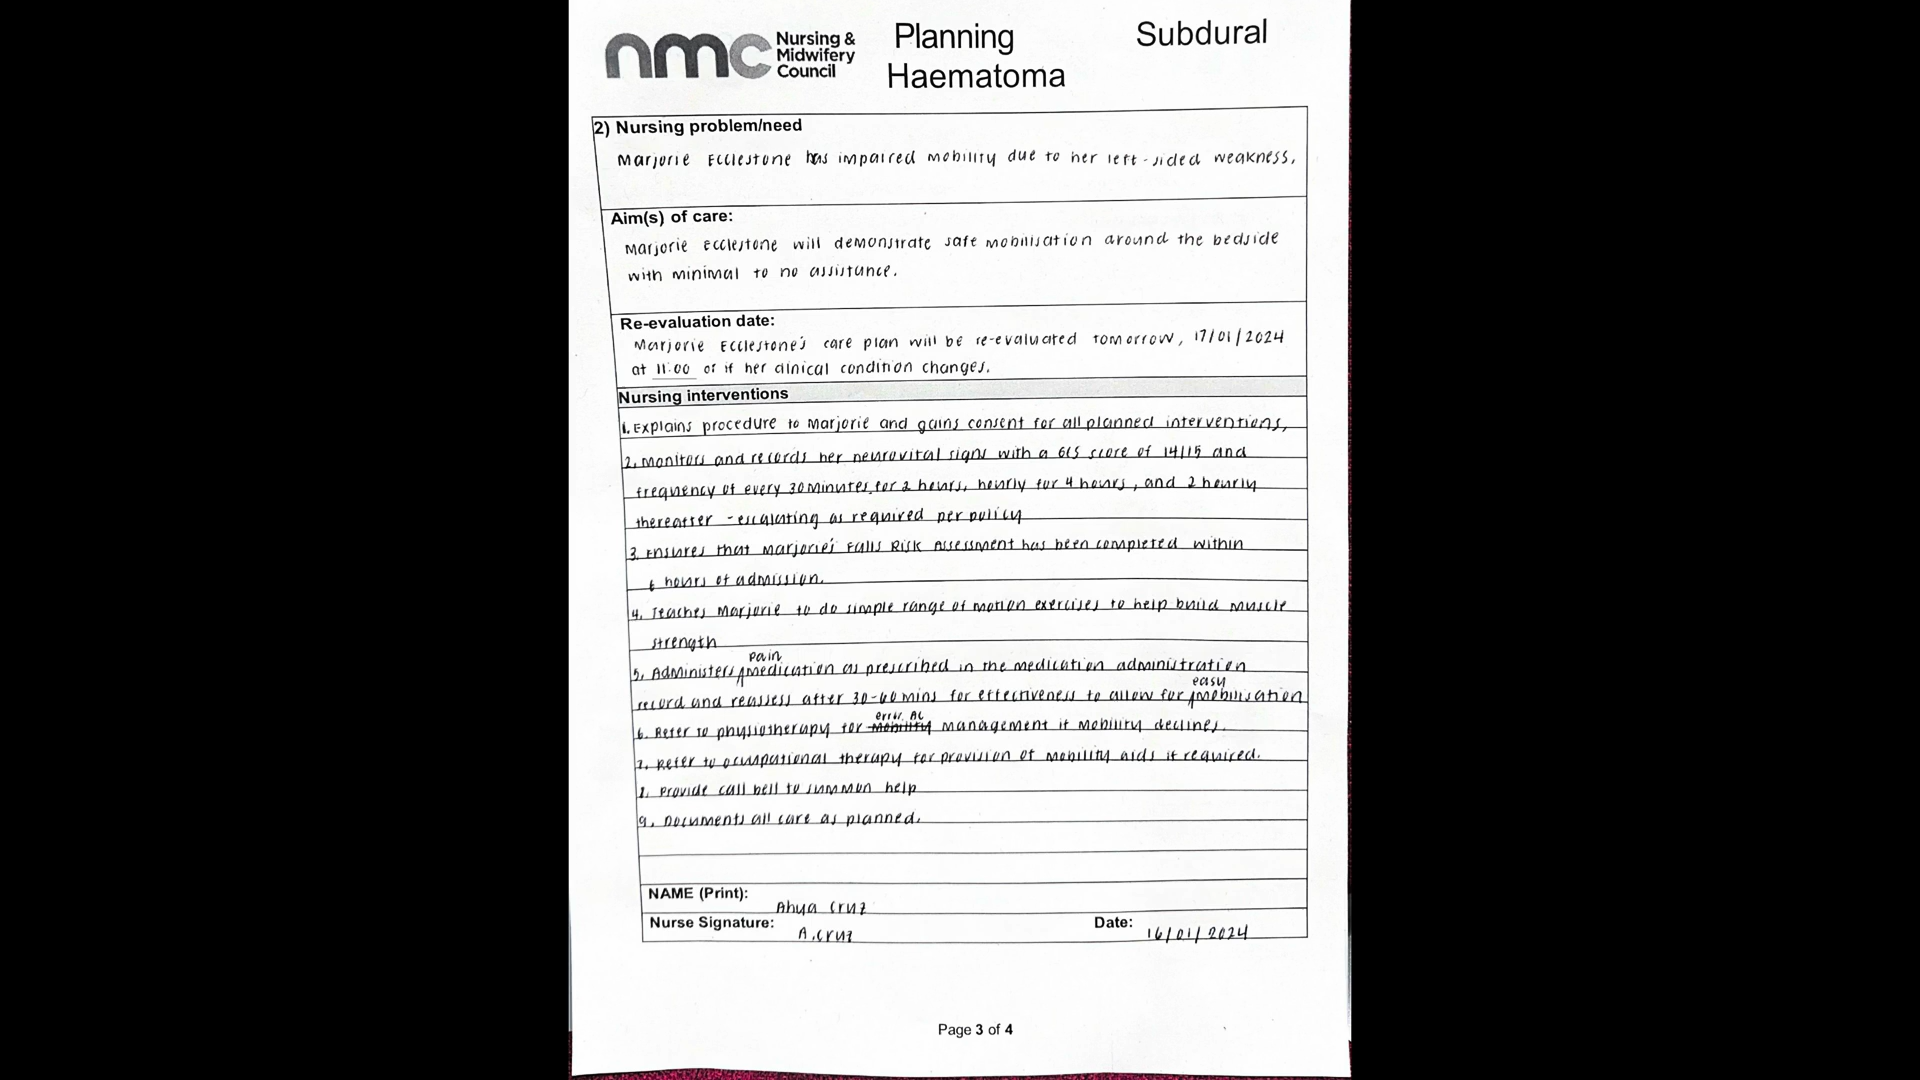 nmc Nursing &
Midwifery
Council
Planning Subdural
Haematoma
2) Nursing problem/need
Marjorie Ecclestone has impaired mobility due to her left-sided weakness.
Aim(s) of care:
Marjorie Ecclestone will demonstrate safe mobilisation around the bedside
with minimal to no assistance.
Re-evaluation date:
Marjorie Ecclestone's care plan will be re-evaluated tomorrow, 17/01/2024
at 11:00 or if her clinical condition changes.
Nursing interventions
1. Explains procedure to Marjorie and gains consent for all planned interventions,
2. Monitors and records her neurovital signs with a GCS score of 14/15 and
frequency of every 30 minutes for 2 hours, hourly for 4 hours, and 2 hourly
thereafter - escalating as required per policy
3. Ensures that Marjorie's Falls Risk Assessment has been completed within
6 hours of admission.
4. Teaches Marjorie to do simple range of motion exercises to help build muscle
strength
5. Administers pain medication as prescribed in the medication administration
record and reassess after 30-60 mins for effectiveness to allow for easy mobilisation
6. Refer to physiotherapy for mobility error. AC management if mobility declines.
7. Refer to occupational therapy for provision of mobility aids if required.
8. Provide call bell to summon help
9. Documents all care as planned.
NAME (Print): Ahya Cruz
Nurse Signature: A.Cruz Date: 16/01/2024
Page 3 of 4